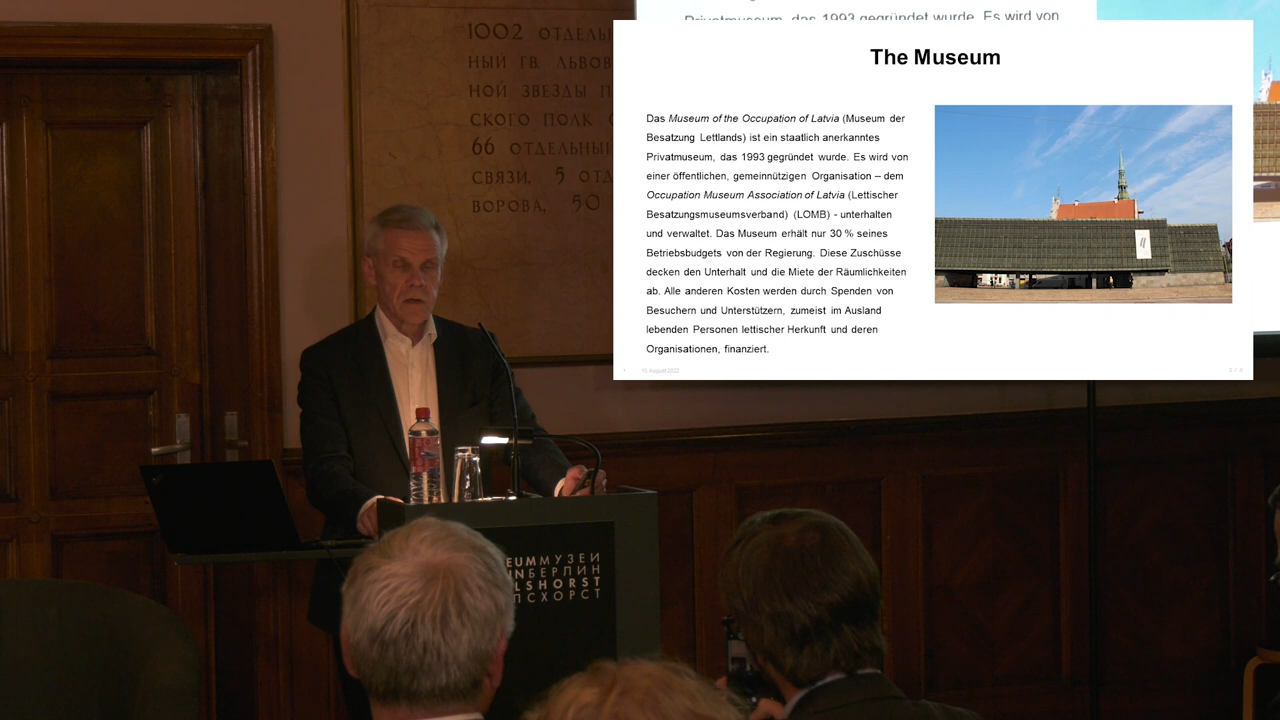 Privatmuseum, das 1993 gegründet wurde. Es wird von
1002 ОТДЕЛЬ
НЫЙ ГВ. ЛЬВОВ
НОЙ ЗВЕЗДЫ П
СКОГО ПОЛК
66 ОТДЕЛЬНЫ
СВЯЗИ, 5 ОТД
ВОРОВА, 50
The Museum
Das Museum of the Occupation of Latvia (Museum der
Besatzung Lettlands) ist ein staatlich anerkanntes
Privatmuseum, das 1993 gegründet wurde. Es wird von
einer öffentlichen, gemeinnützigen Organisation – dem
Occupation Museum Association of Latvia (Lettischer
Besatzungsmuseumsverband) (LOMB) - unterhalten
und verwaltet. Das Museum erhält nur 30 % seines
Betriebsbudgets von der Regierung. Diese Zuschüsse
decken den Unterhalt und die Miete der Räumlichkeiten
ab. Alle anderen Kosten werden durch Spenden von
Besuchern und Unterstützern, zumeist im Ausland
lebenden Personen lettischer Herkunft und deren
Organisationen, finanziert.
EUMМУЗЕЙ
INБЕРЛИН
LSHORST
ЛСХОРСТ